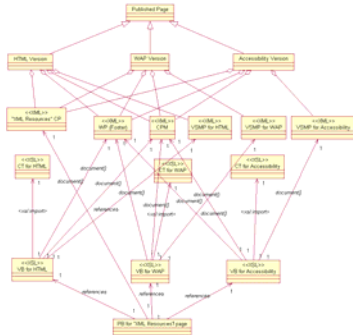 Published Page
HTML Version
WAP Version
Accessibility Version
<<XML>>
"XML Resources" CP
<<XML>>
WP (Footer)
<<XML>>
CPM
<<XML>>
VSMP for HTML
<<XML>>
VSMP for WAP
<<XML>>
VSMP for Accessibility
<<XSL>>
CT for HTML
<<XSL>>
CT for WAP
<<XSL>>
CT for Accessibility
document()
document()
document()
document()
document()
document()
document()
document()
document()
references
<xsl:import>
<xsl:import>
<xsl:import>
<<XSL>>
VB for HTML
<<XSL>>
VB for WAP
<<XSL>>
VB for Accessibility
references
references
references
PB for "XML Resources" page